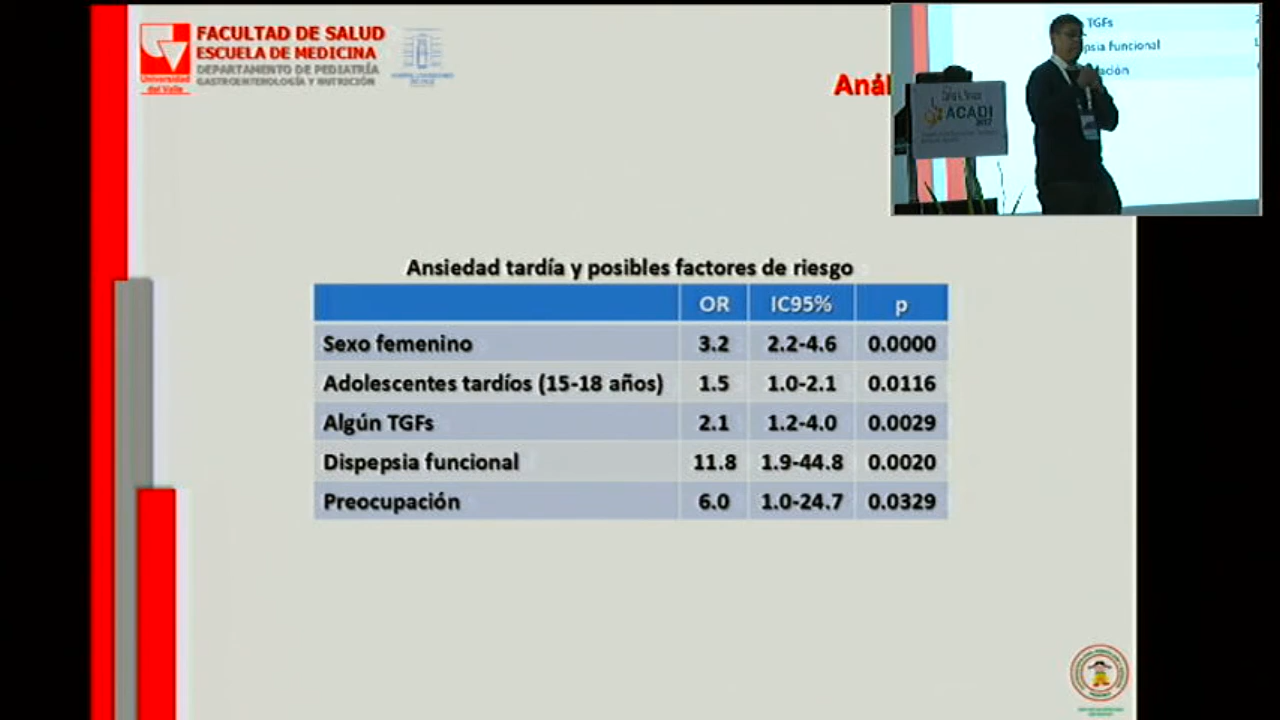 FACULTAD DE SALUD
ESCUELA DE MEDICINA
DEPARTAMENTO DE PEDIATRÍA
GASTROENTEROLOGÍA Y NUTRICIÓN
Universidad
del Valle
Anál
TGFs
psia funcional
ación
ACADI
2017
Ansiedad tardía y posibles factores de riesgo
OR IC95% p
Sexo femenino 3.2 2.2-4.6 0.0000
Adolescentes tardíos (15-18 años) 1.5 1.0-2.1 0.0116
Algún TGFs 2.1 1.2-4.0 0.0029
Dispepsia funcional 11.8 1.9-44.8 0.0020
Preocupación 6.0 1.0-24.7 0.0329